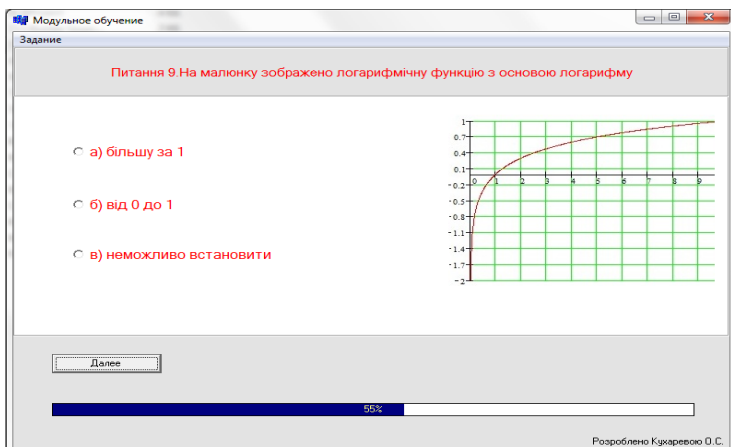 Модульное обучение
Задание
Питання 9.На малюнку зображено логарифмічну функцію з основою логарифму
а) більшу за 1
б) від 0 до 1
в) неможливо встановити
1
0.7
0.4
0.1
-0.2
-0.5
-0.8
-1.1
-1.4
-1.7
-2
0 1 2 3 4 5 6 7 8 9
Далее
55%
Розроблено Кухаревою О.С.